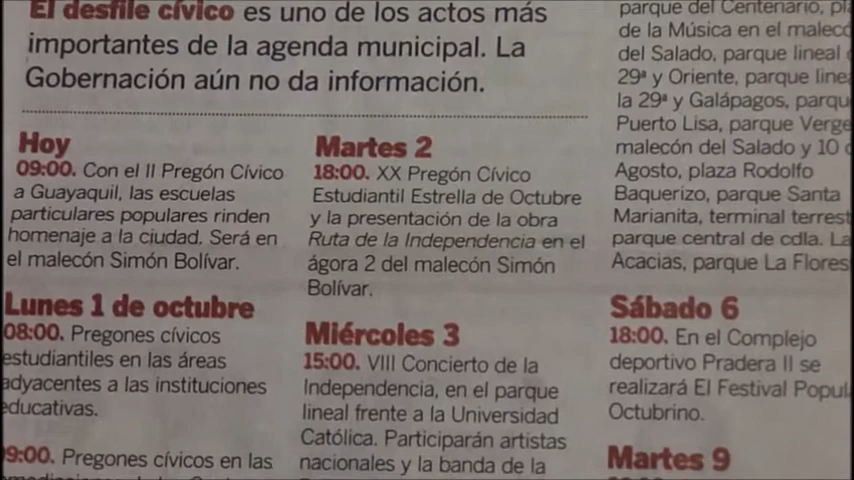 El desfile cívico es uno de los actos más
importantes de la agenda municipal. La
Gobernación aún no da información.
Hoy
09:00. Con el II Pregón Cívico
a Guayaquil, las escuelas
particulares populares rinden
homenaje a la ciudad. Será en
el malecón Simón Bolívar.
Lunes 1 de octubre
08:00. Pregones cívicos
estudiantiles en las áreas
adyacentes a las instituciones
educativas.
09:00. Pregones cívicos en las
Martes 2
18:00. XX Pregón Cívico
Estudiantil Estrella de Octubre
y la presentación de la obra
Ruta de la Independencia en el
ágora 2 del malecón Simón
Bolívar.
Miércoles 3
15:00. VIII Concierto de la
Independencia, en el parque
lineal frente a la Universidad
Católica. Participarán artistas
nacionales y la banda de la
parque del Centenario,
de la Música en el
del Salado, parque lineal
29ª y Oriente, parque
la 29ª y Galápagos,
Puerto Lisa, parque
malecón del Salado y 10
Agosto, plaza Rodolfo
Baquerizo, parque Santa
Marianita, terminal
parque central de cdla.
Acacias, parque La
Sábado 6
18:00. En el Complejo
deportivo Pradera II se
realizará El Festival
Octubrino.
Martes 9